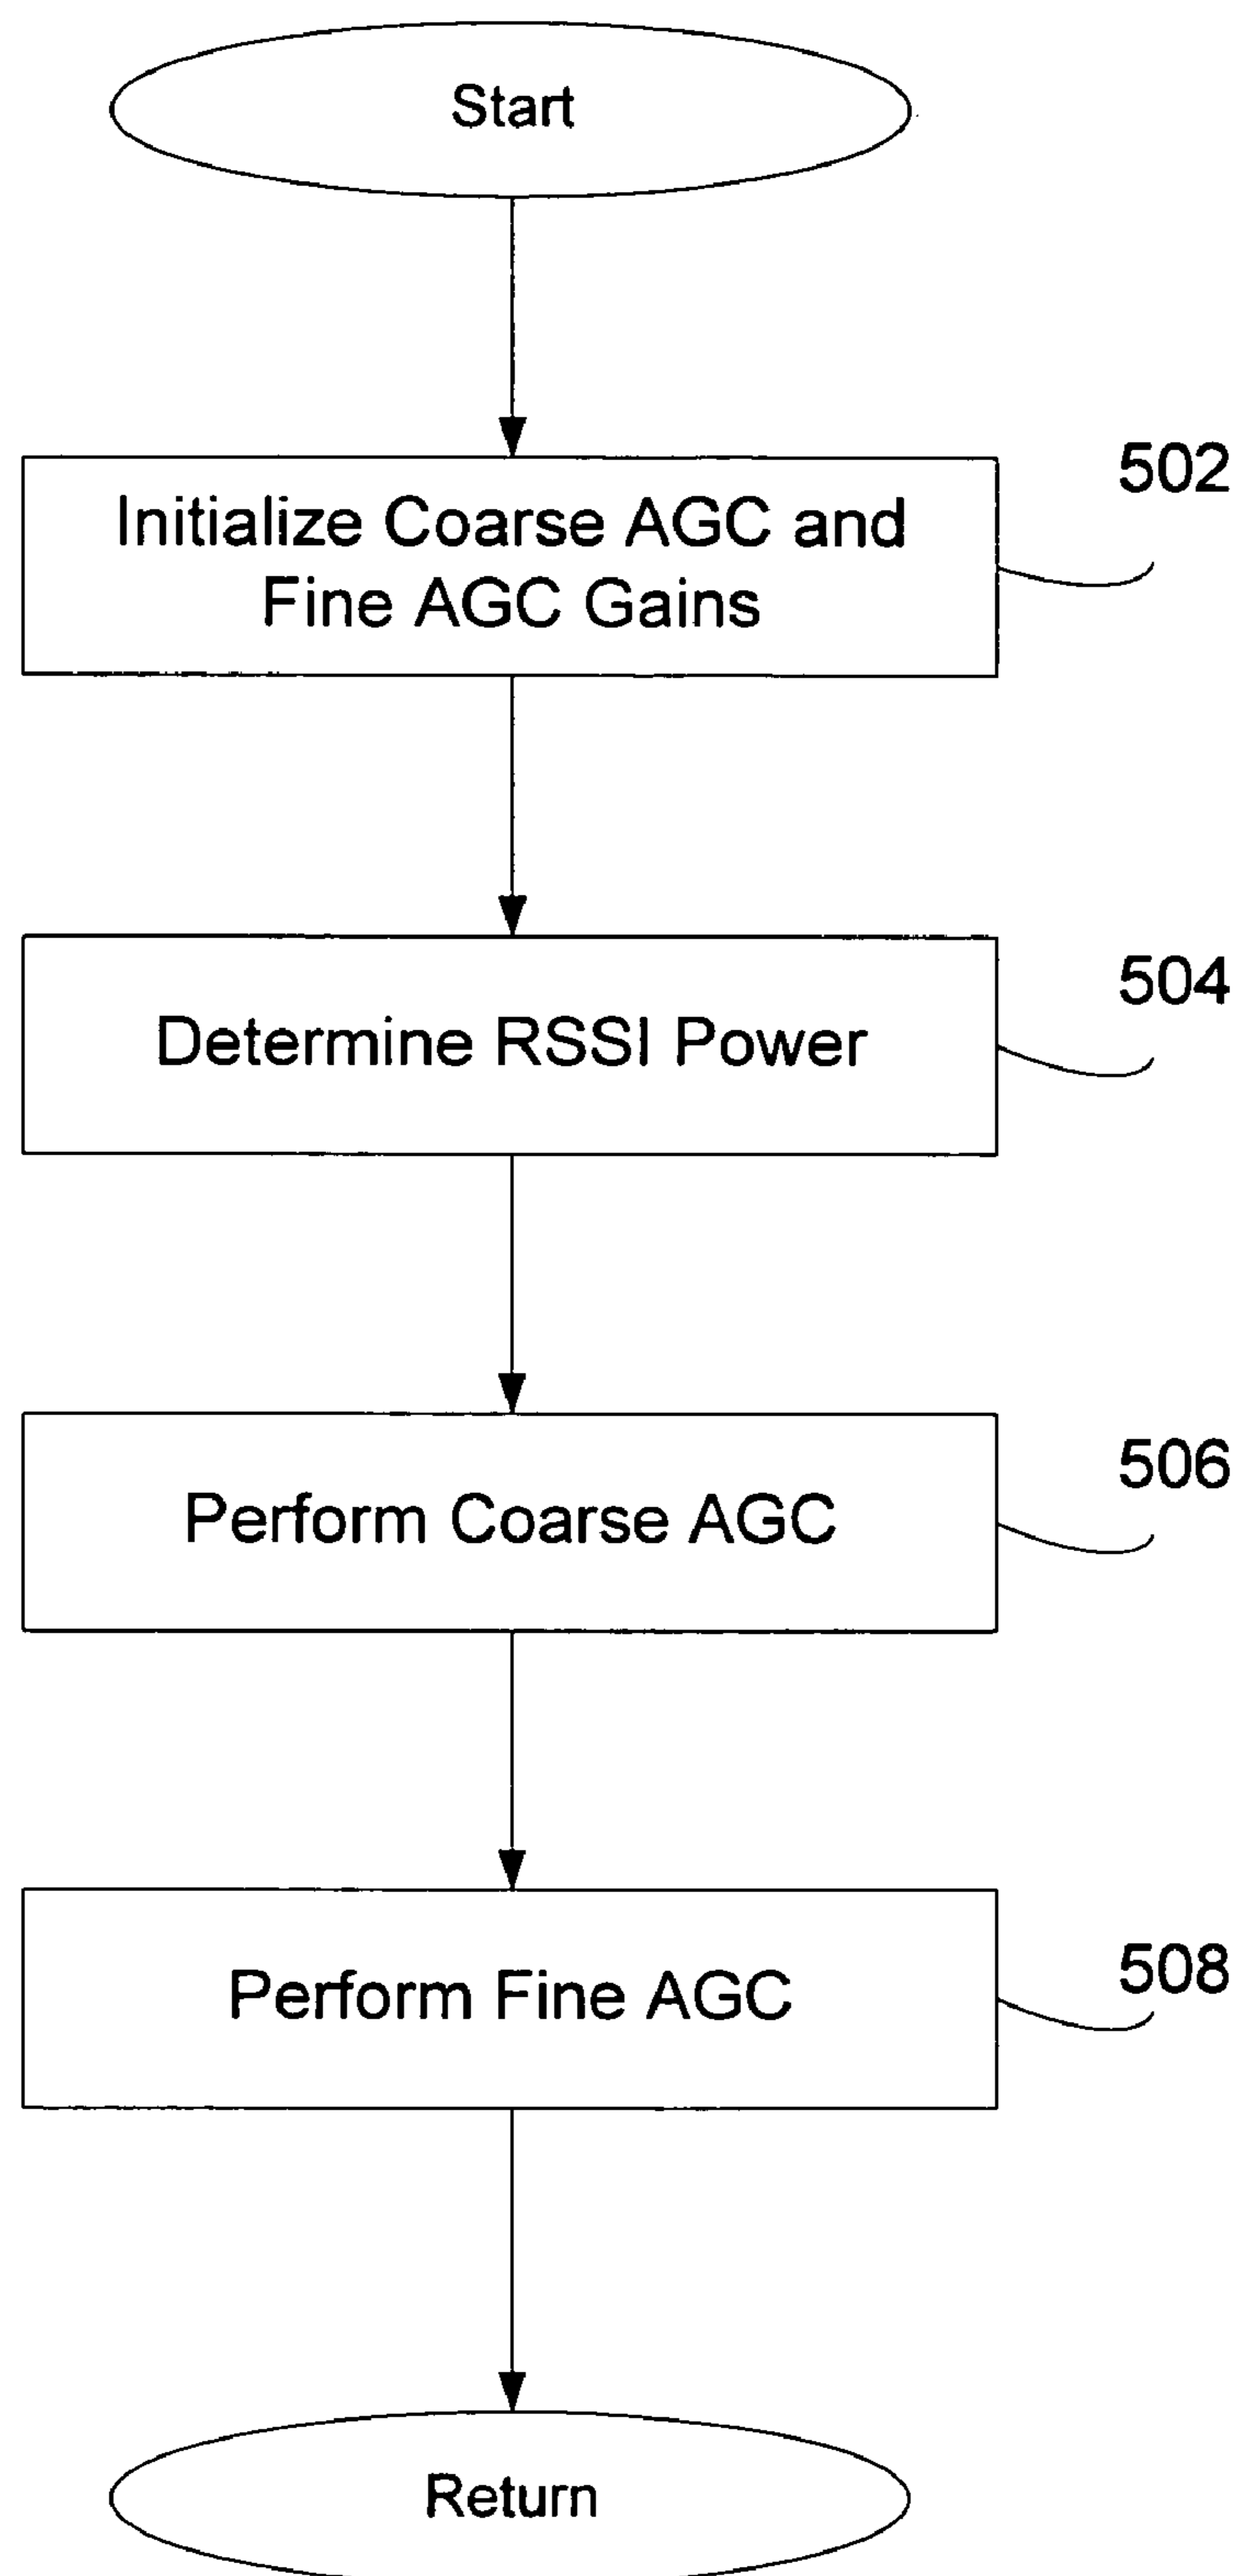 Start
502
Initialize Coarse AGC and
Fine AGC Gains
504
Determine RSSI Power
506
Perform Coarse AGC
508
Perform Fine AGC
Return